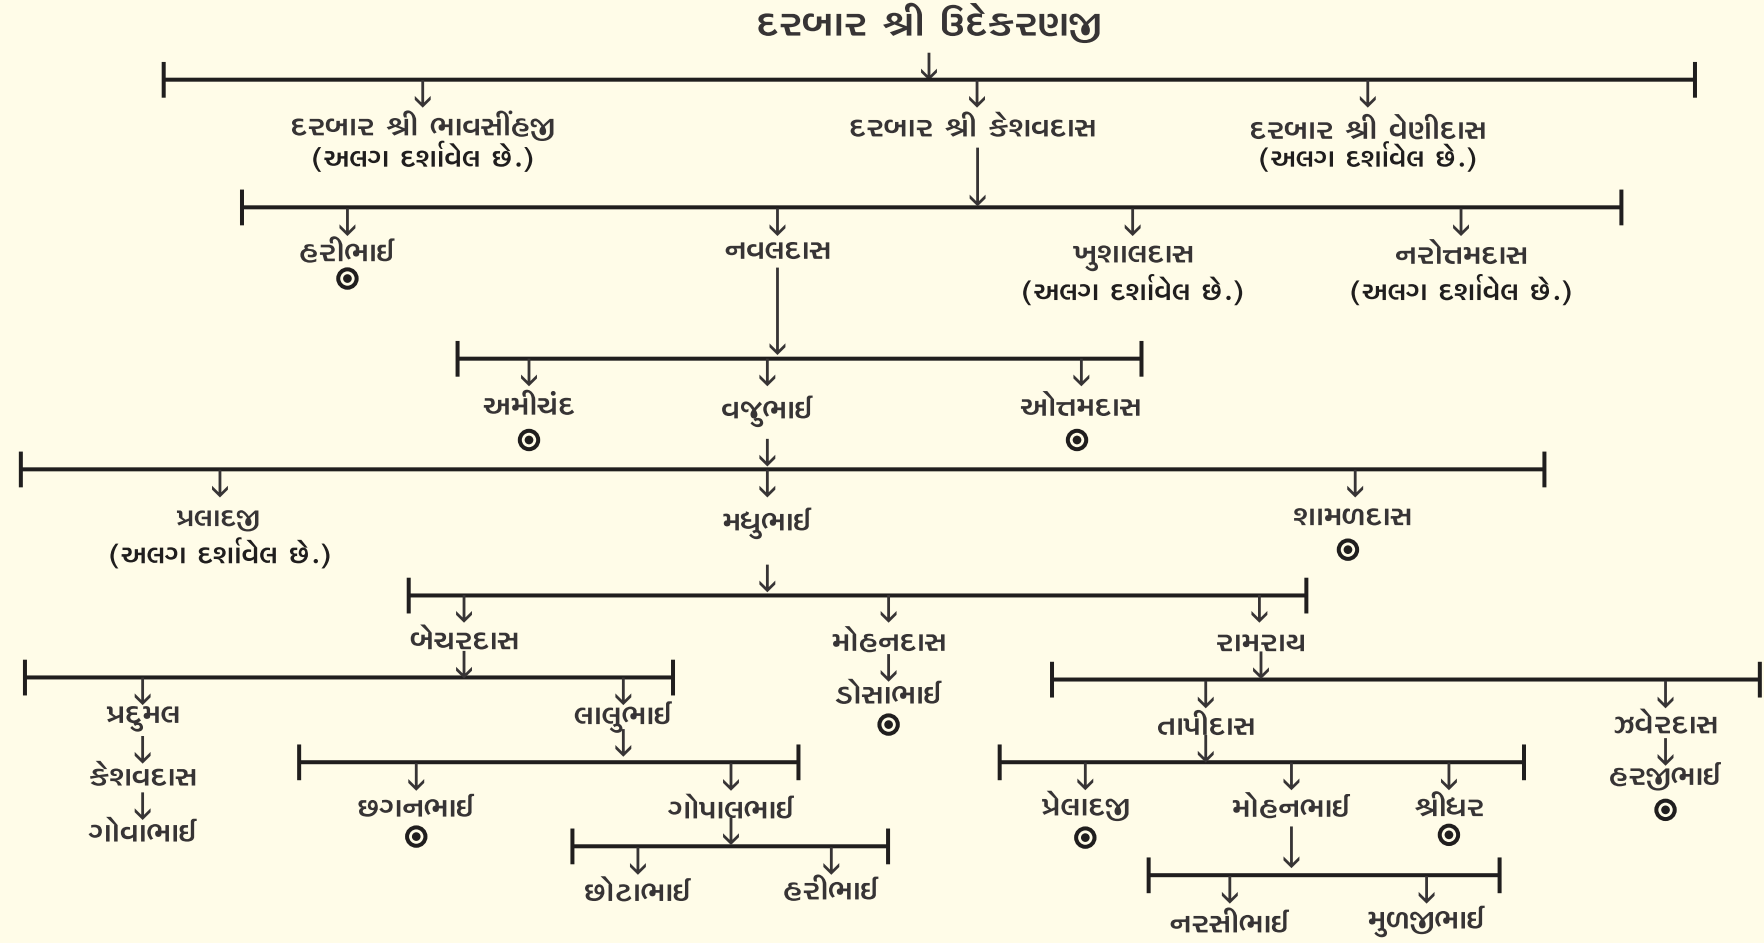 દરબાર શ્રી ઉદેકરણજી
દરબાર શ્રી ભાવસીંહજી
(અલગ દર્શાવેલ છે.)
દરબાર શ્રી કેશવદાસ
દરબાર શ્રી વેણીદાસ
(અલગ દર્શાવેલ છે.)
હરીભાઈ
નવલદાસ
ખુશાલદાસ
(અલગ દર્શાવેલ છે.)
નરોત્તમદાસ
(અલગ દર્શાવેલ છે.)
અમીચંદ
વજુભાઈ
ઓત્તમદાસ
પ્રલાદજી
(અલગ દર્શાવેલ છે.)
મધુભાઈ
શામળદાસ
બેચરદાસ
મોહનદાસ
રામરાય
પ્રદુમલ
લાલુભાઈ
ડોસાભાઈ
તાપીદાસ
ઝવેરદાસ
કેશવદાસ
હરજીભાઈ
છગનભાઈ
ગોપાલભાઈ
પ્રેલાદજી
મોહનભાઈ
શ્રીધર
ગોવાભાઈ
છોટાભાઈ
હરીભાઈ
નરસીભાઈ
મુળજીભાઈ